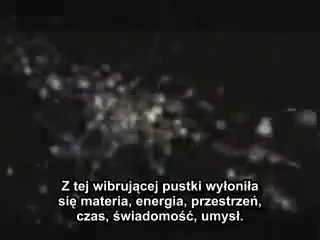 Z tej wibrującej pustki wyłoniła
się materia, energia, przestrzeń,
czas, świadomość, umysł.